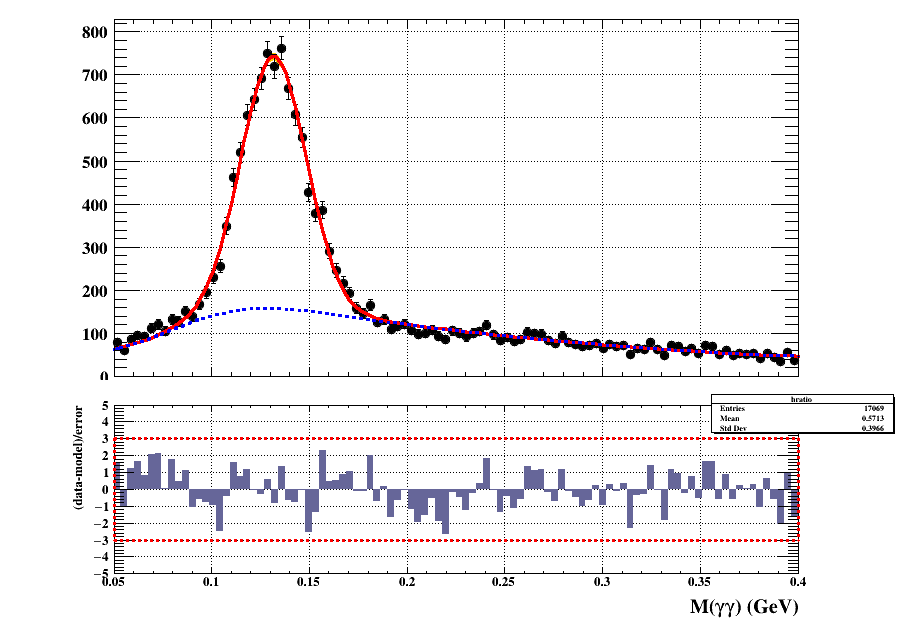 800
700
600
500
400
300
200
100
0
(data-model)/error
5
4
3
2
1
0
−1
−2
−3
−4
−5
hratio
Entries 17069
Mean 0.5713
Std Dev 0.3966
0.05 0.1 0.15 0.2 0.25 0.3 0.35 0.4
M(γγ) (GeV)